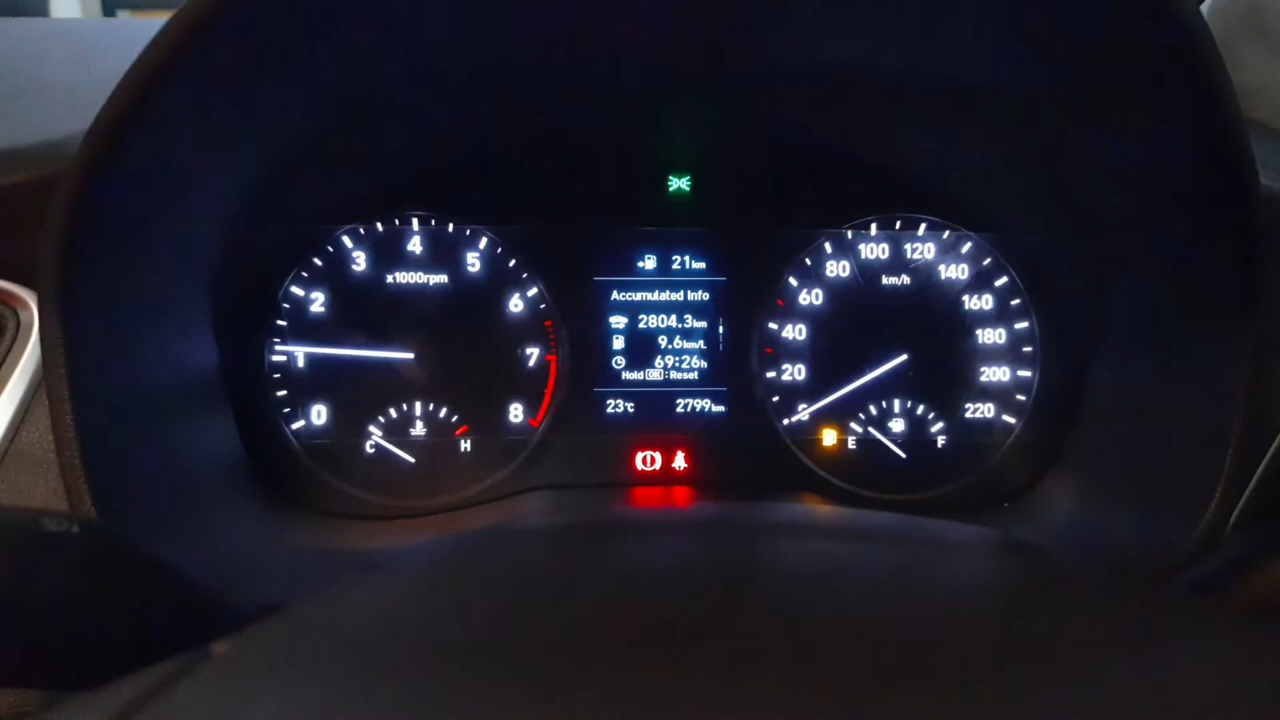 21km
Accumulated Info
2804.3km
9.6km/L
69:26h
Hold OK : Reset
23°C
2799km
0
1
2
3
4
5
6
7
8
x1000rpm
C
H
20
40
60
80
100
120
140
160
180
200
220
km/h
E
F